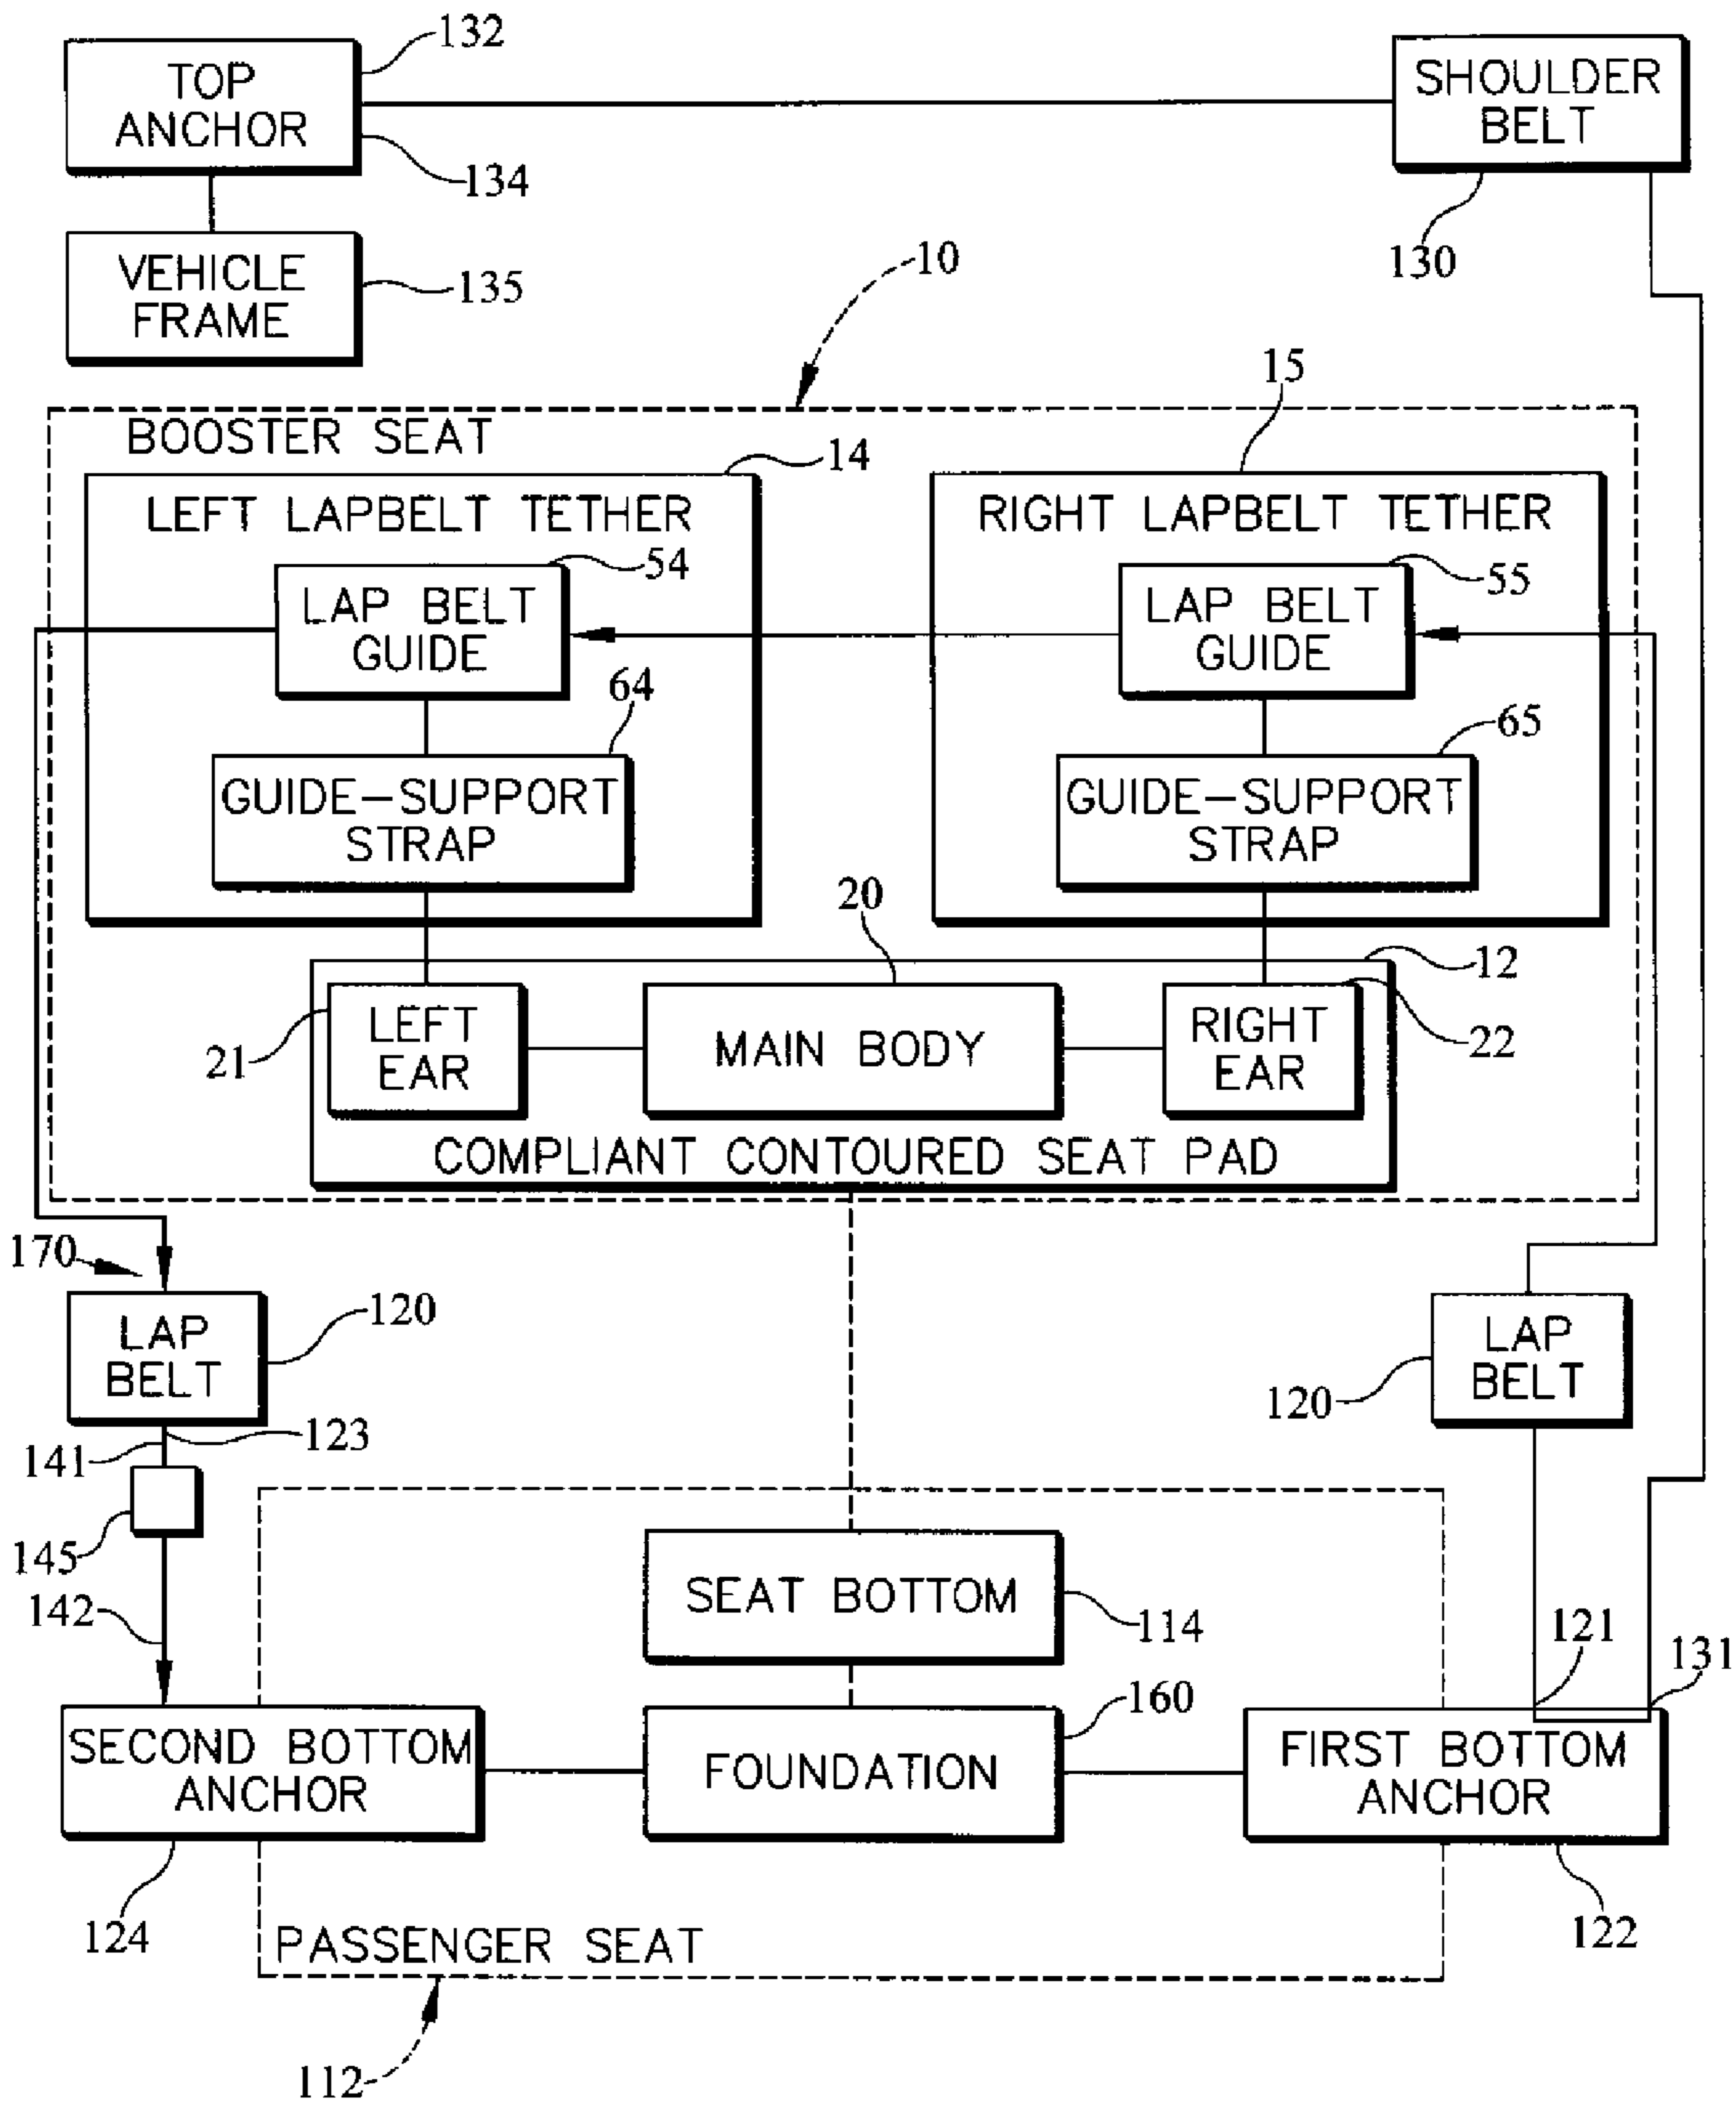 132
TOP
ANCHOR
134
SHOULDER
BELT
130
VEHICLE
FRAME
135
10
15
BOOSTER SEAT
14
LEFT LAPBELT TETHER
RIGHT LAPBELT TETHER
54
55
LAP BELT
GUIDE
LAP BELT
GUIDE
64
65
GUIDE-SUPPORT
STRAP
GUIDE-SUPPORT
STRAP
20
12
21
LEFT
EAR
MAIN BODY
RIGHT
EAR
22
COMPLIANT CONTOURED SEAT PAD
170
LAP
BELT
120
LAP
BELT
120
123
141
145
142
SEAT BOTTOM
114
121
131
160
SECOND BOTTOM
ANCHOR
FOUNDATION
FIRST BOTTOM
ANCHOR
124
122
PASSENGER SEAT
112